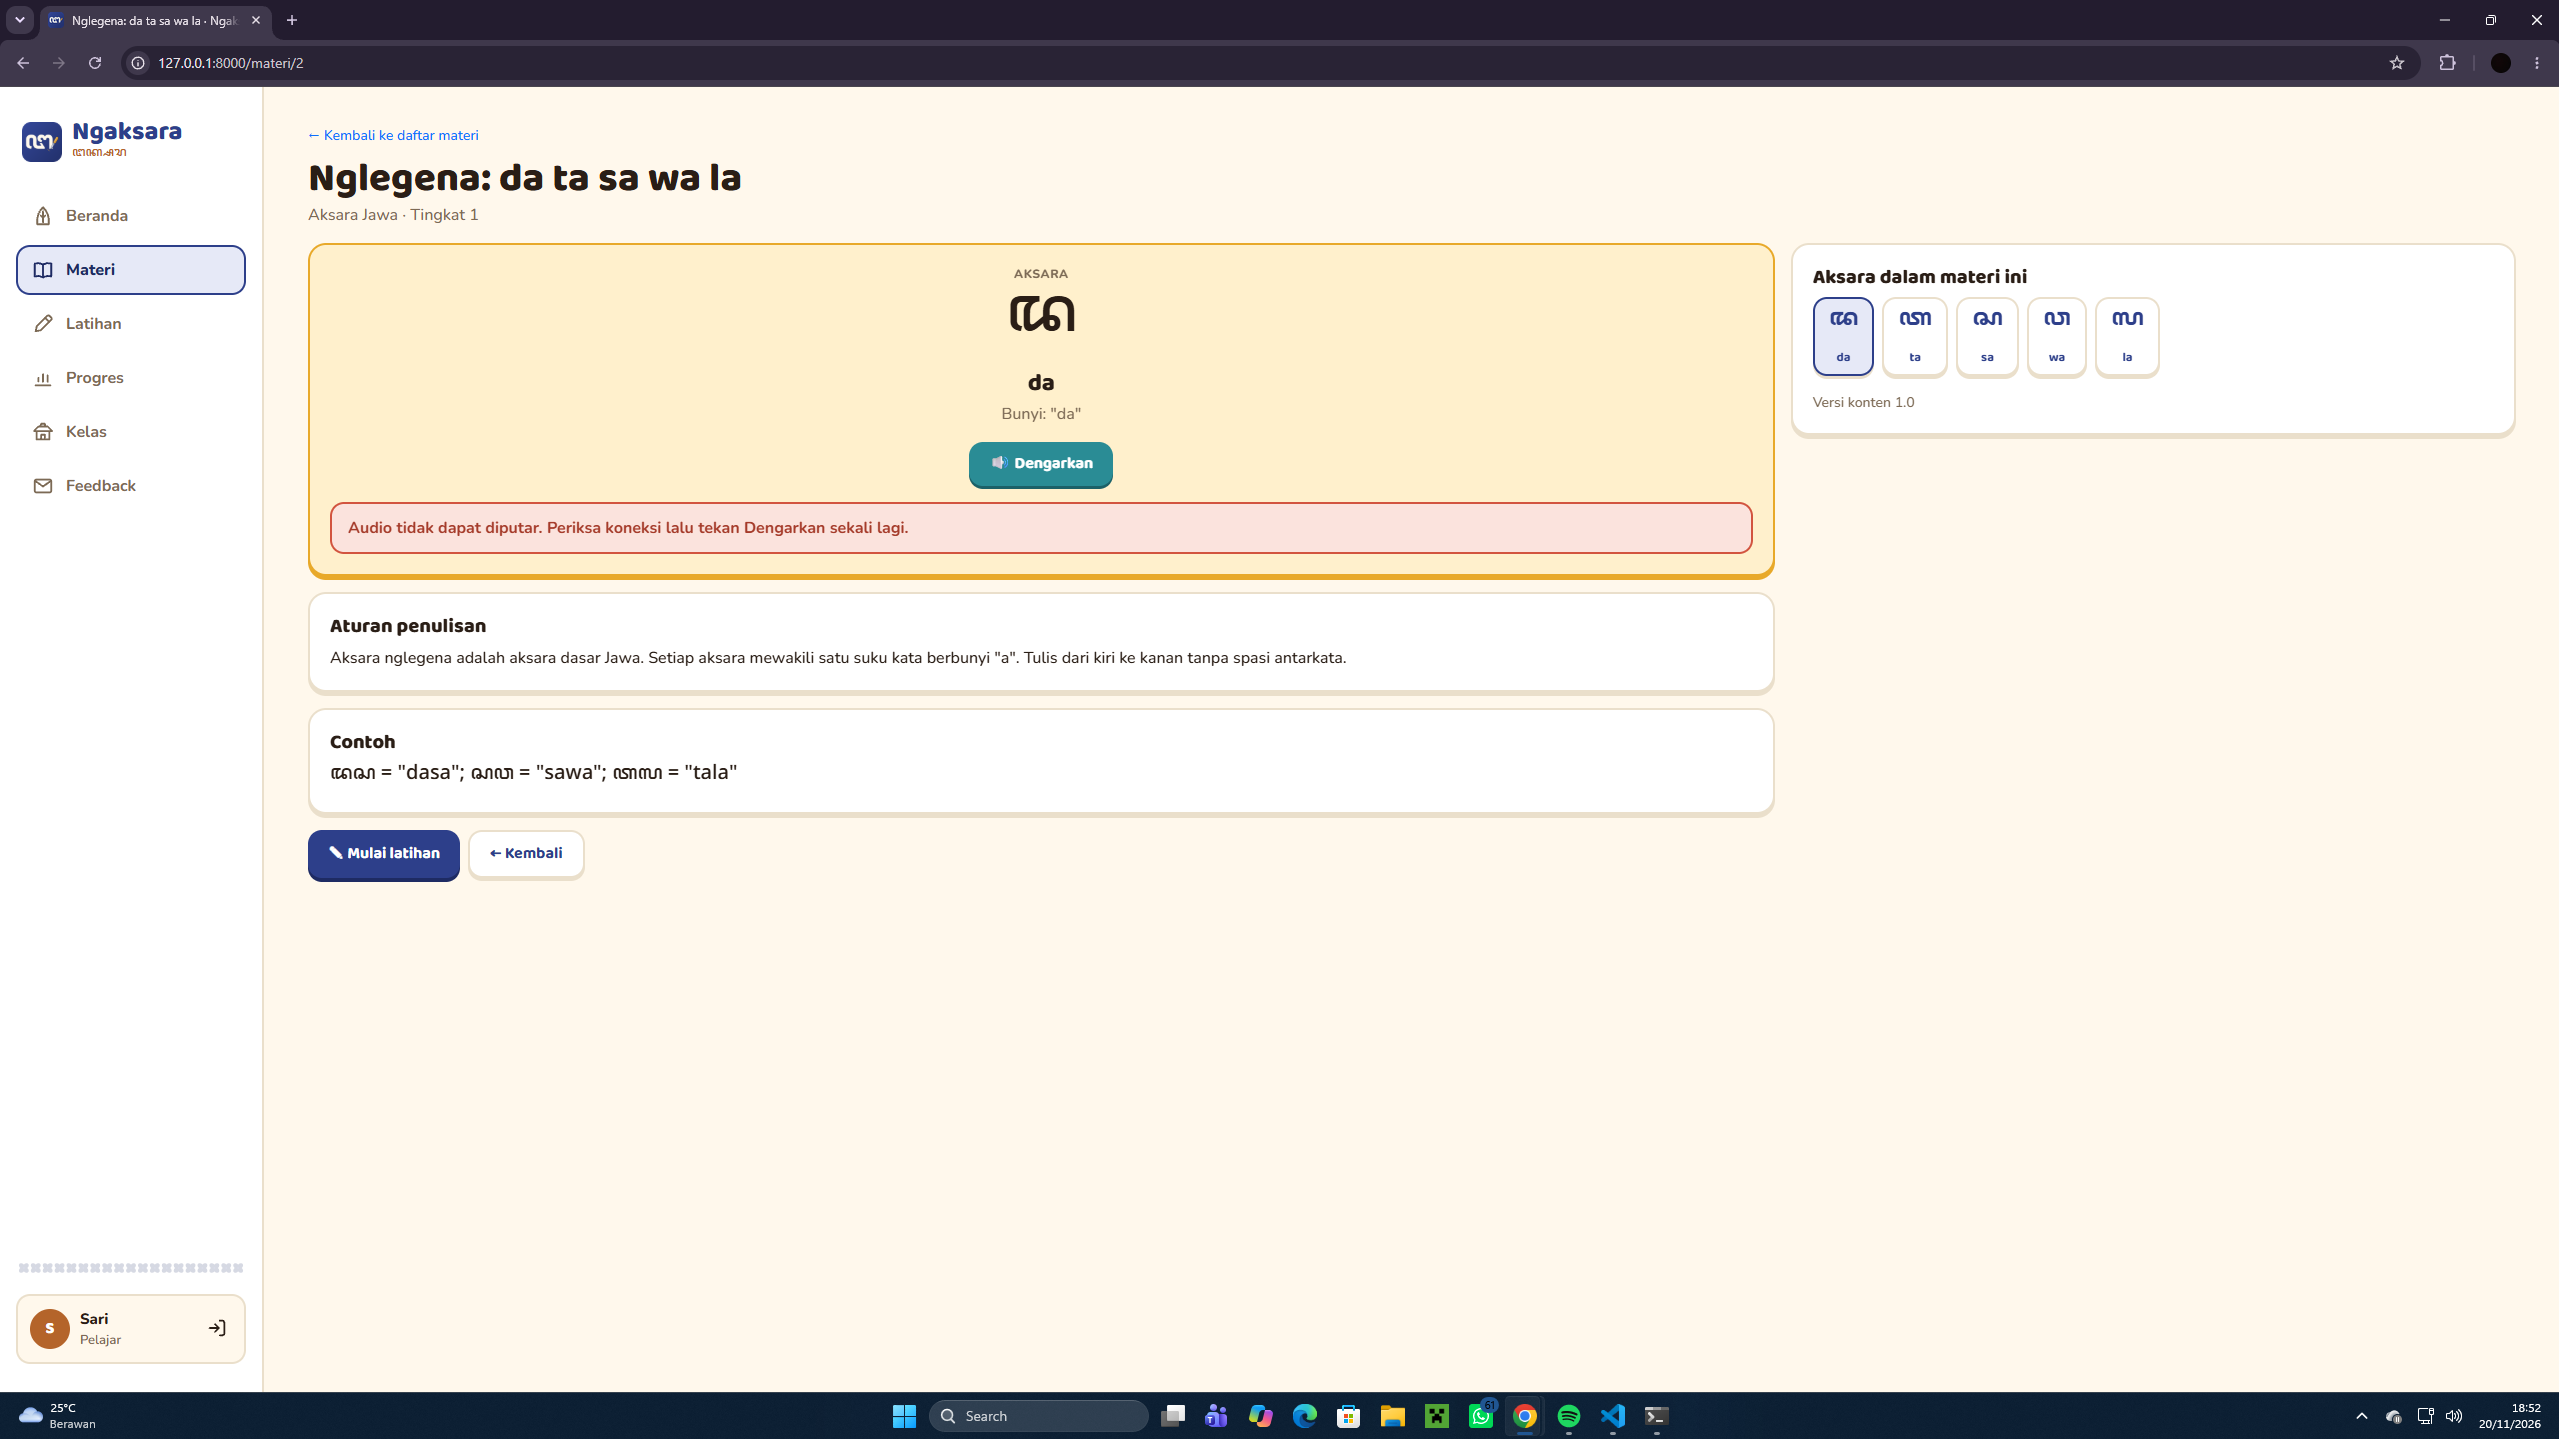 Nglegena: da ta sa wa la · Ngak
127.0.0.1:8000/materi/2
Ngaksara
Beranda
Materi
Latihan
Progres
Kelas
Feedback
Sari
Pelajar
S
← Kembali ke daftar materi
Nglegena: da ta sa wa la
Aksara Jawa · Tingkat 1
AKSARA
ꦢ
da
Bunyi: "da"
Dengarkan
Audio tidak dapat diputar. Periksa koneksi lalu tekan Dengarkan sekali lagi.
Aturan penulisan
Aksara nglegena adalah aksara dasar Jawa. Setiap aksara mewakili satu suku kata berbunyi "a". Tulis dari kiri ke kanan tanpa spasi antarkata.
Contoh
ꦢꦱ = "dasa"; ꦱꦮ = "sawa"; ꦠꦭ = "tala"
Mulai latihan
← Kembali
Aksara dalam materi ini
ꦢ ꦠ ꦱ ꦮ ꦭ
da ta sa wa la
Versi konten 1.0
25°C
Berawan
Search
61
18:52
20/11/2026